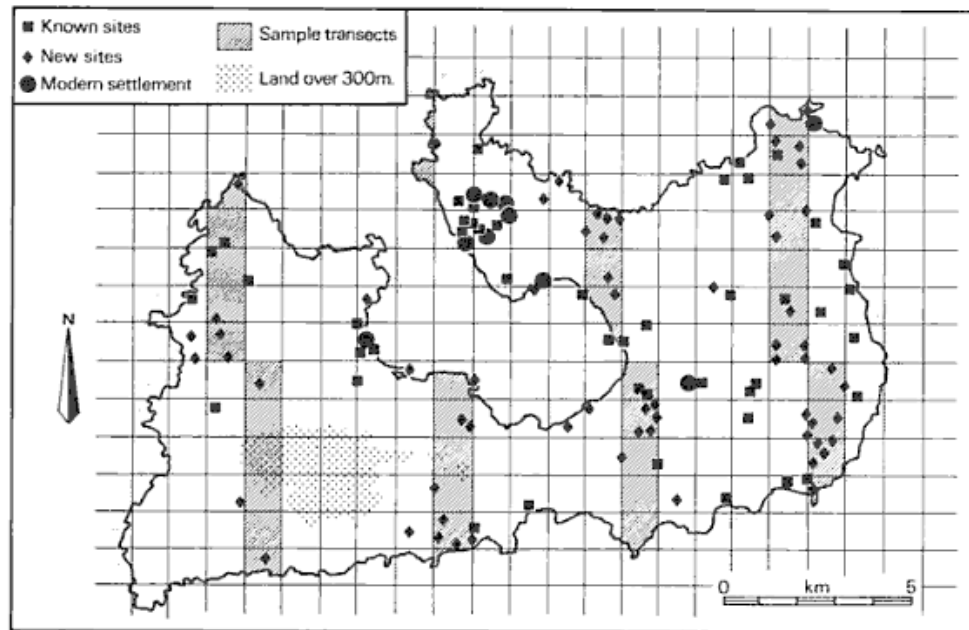 Known sites
New sites
Modern settlement
Sample transects
Land over 300m.
N
0 km 5